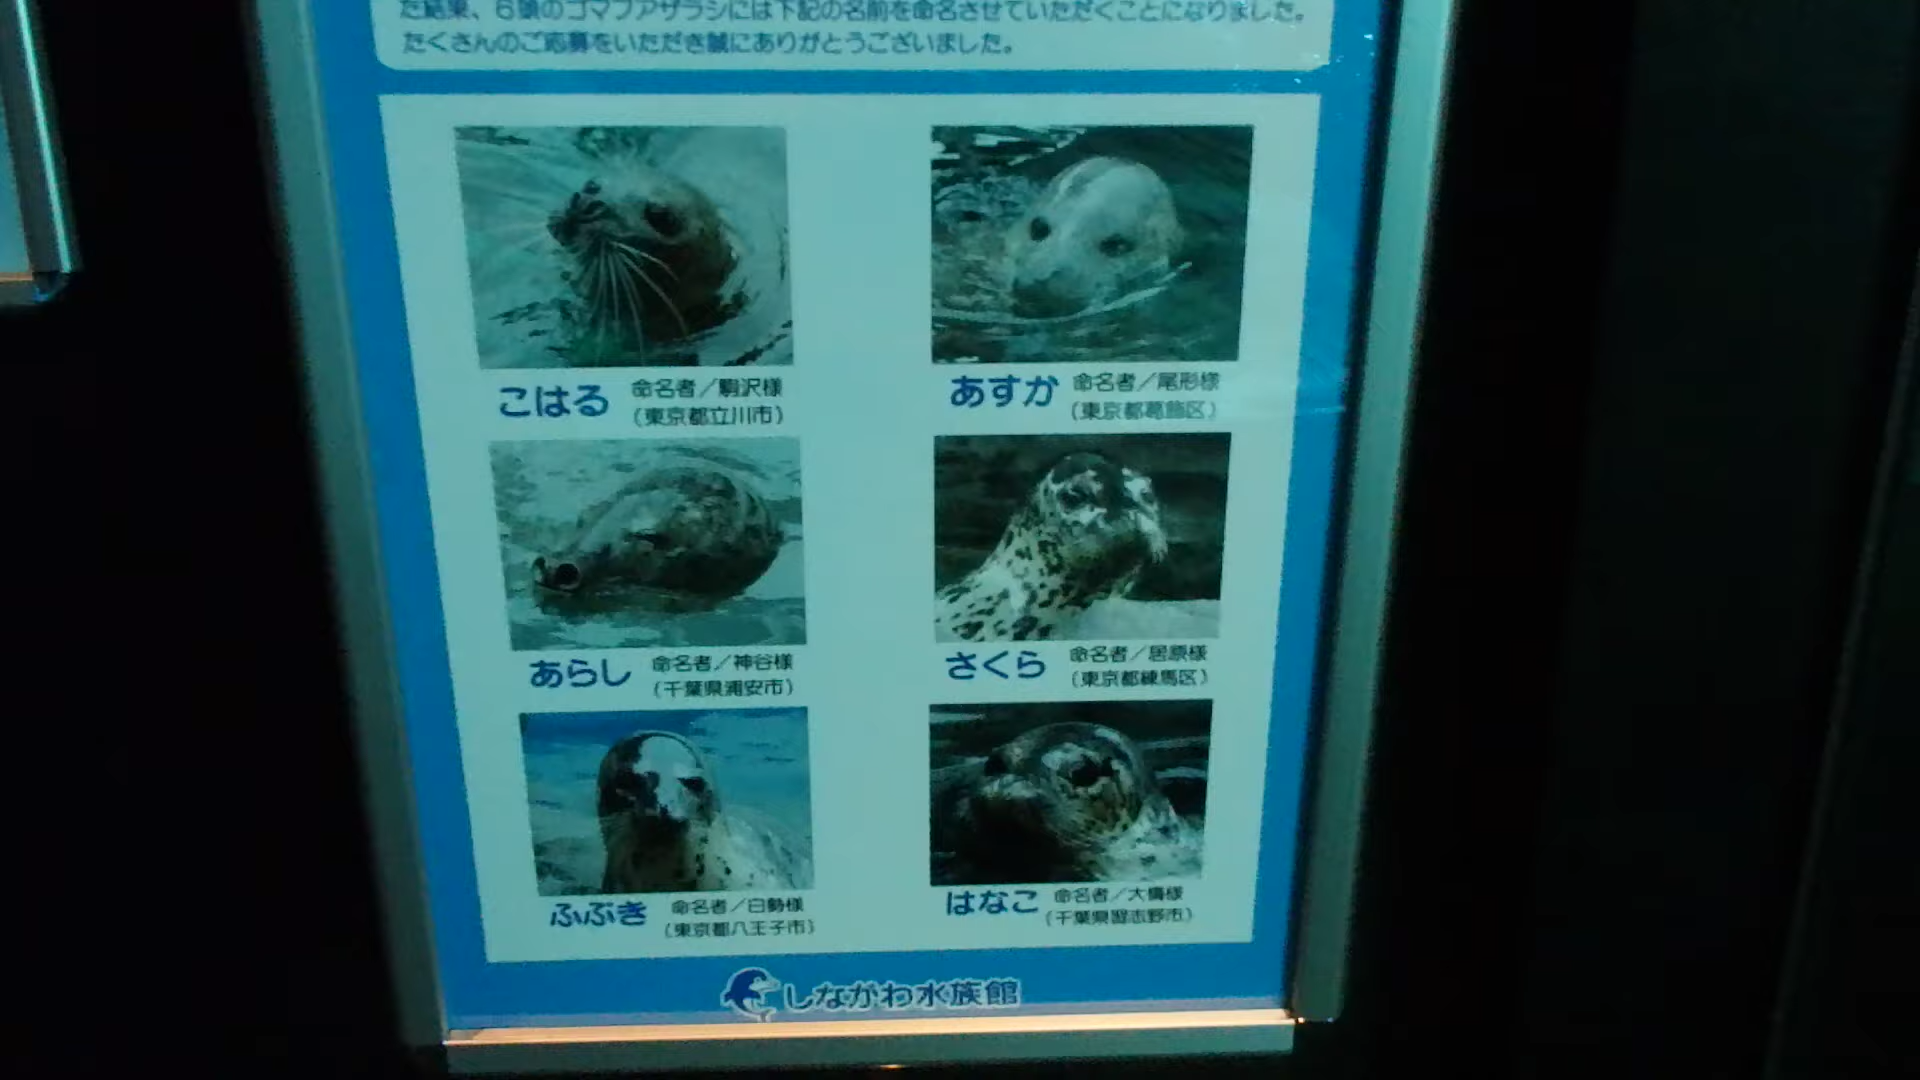 た結果、6頭のゴマフアザラシには下記の名前を命名させていただくことになりました。
たくさんのご応募をいただき誠にありがとうございました。
こはる 命名者／駒沢様
（東京都立川市）
あすか 命名者／尾形様
（東京都葛飾区）
あらし 命名者／神谷様
（千葉県浦安市）
さくら 命名者／居原様
（東京都練馬区）
ふぶき 命名者／白勢様
（東京都八王子市）
はなこ 命名者／大橋様
（千葉県習志野市）
しながわ水族館